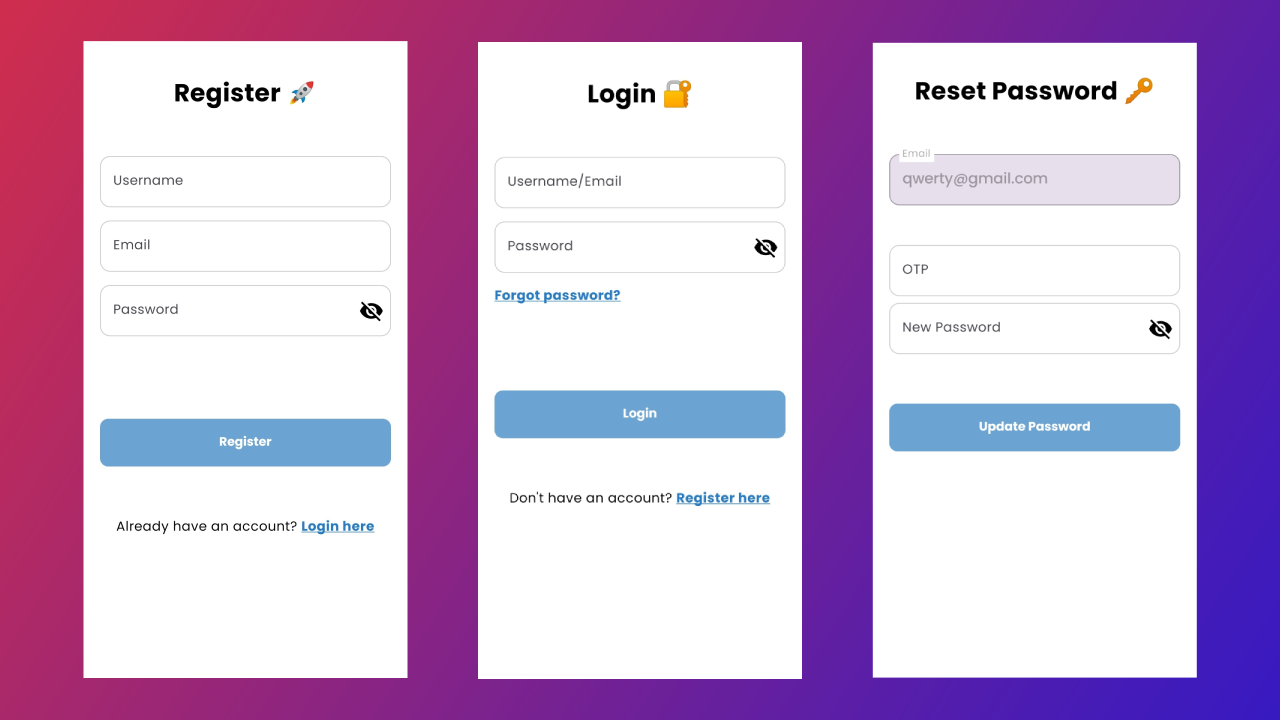 Register 🚀
Username
Email
Password
Register
Already have an account? Login here
Login 🔐
Username/Email
Password
Forgot password?
Login
Don't have an account? Register here
Reset Password 🔑
Email
qwerty@gmail.com
OTP
New Password
Update Password